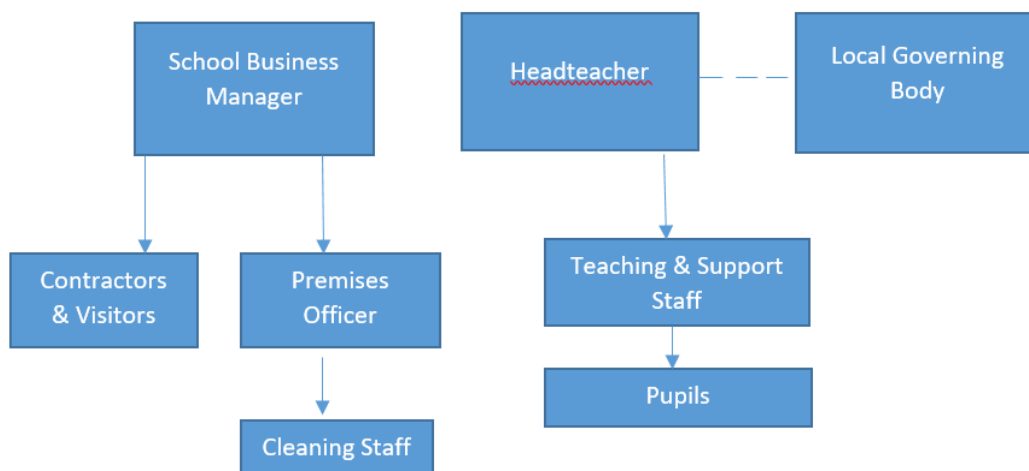 School Business
Manager
Headteacher
Local Governing
Body
Contractors
& Visitors
Premises
Officer
Teaching & Support
Staff
Pupils
Cleaning Staff